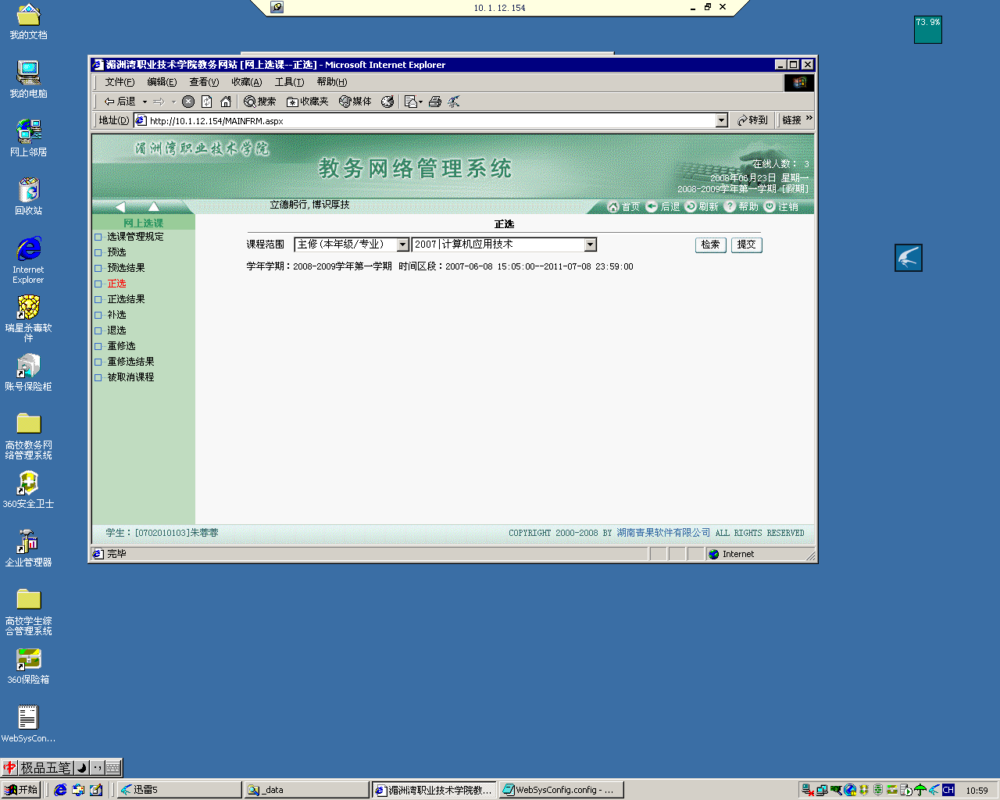 10.1.12.154
73.9%
我的文档
我的电脑
网上邻居
回收站
Internet
Explorer
瑞星杀毒软
件
账号保险柜
高校教务网
络管理系统
360安全卫士
企业管理器
高校学生综
合管理系统
360保险箱
WebSysCon...
湄洲湾职业技术学院教务网站 [网上选课--正选] - Microsoft Internet Explorer
文件(F) 编辑(E) 查看(V) 收藏(A) 工具(T) 帮助(H)
后退 搜索 收藏夹 媒体
地址(D) http://10.1.12.154/MAINFRM.aspx 转到 链接 »
湄洲湾职业技术学院
教务网络管理系统
在线人数： 3
2008年06月23日 星期一
2008-2009学年第一学期 [假期]
立德躬行,博识厚技
首页 后退 刷新 帮助 注销
网上选课
选课管理规定
预选
预选结果
正选
正选结果
补选
退选
重修选
重修选结果
被取消课程
正选
课程范围 主修(本年级/专业) 2007|计算机应用技术 检索 提交
学年学期：2008-2009学年第一学期 时间区段：2007-06-08 15:05:00--2011-07-08 23:59:00
学生：[0702010103]朱蓉蓉
COPYRIGHT 2000-2008 BY 湖南青果软件有限公司 ALL RIGHTS RESERVED
完毕 Internet
中 极品五笔
开始 迅雷5 _data 湄洲湾职业技术学院教... WebSysConfig.config - ... CH 10:59